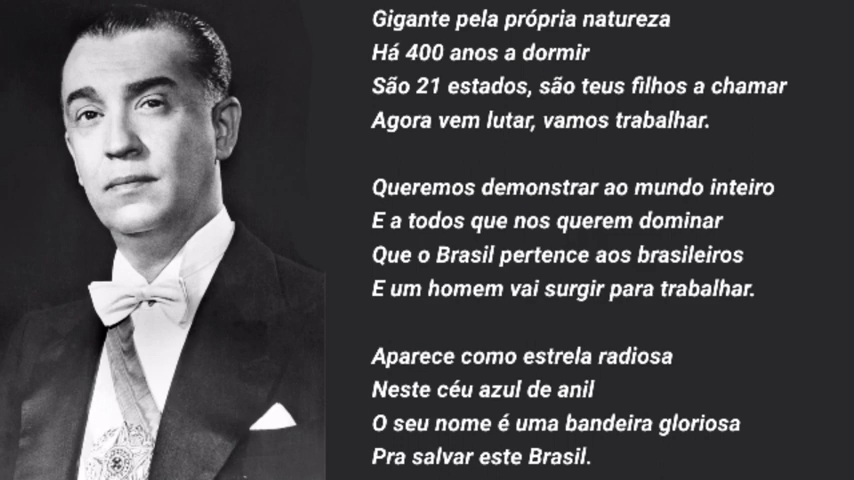 Gigante pela própria natureza
Há 400 anos a dormir
São 21 estados, são teus filhos a chamar
Agora vem lutar, vamos trabalhar.
Queremos demonstrar ao mundo inteiro
E a todos que nos querem dominar
Que o Brasil pertence aos brasileiros
E um homem vai surgir para trabalhar.
Aparece como estrela radiosa
Neste céu azul de anil
O seu nome é uma bandeira gloriosa
Pra salvar este Brasil.